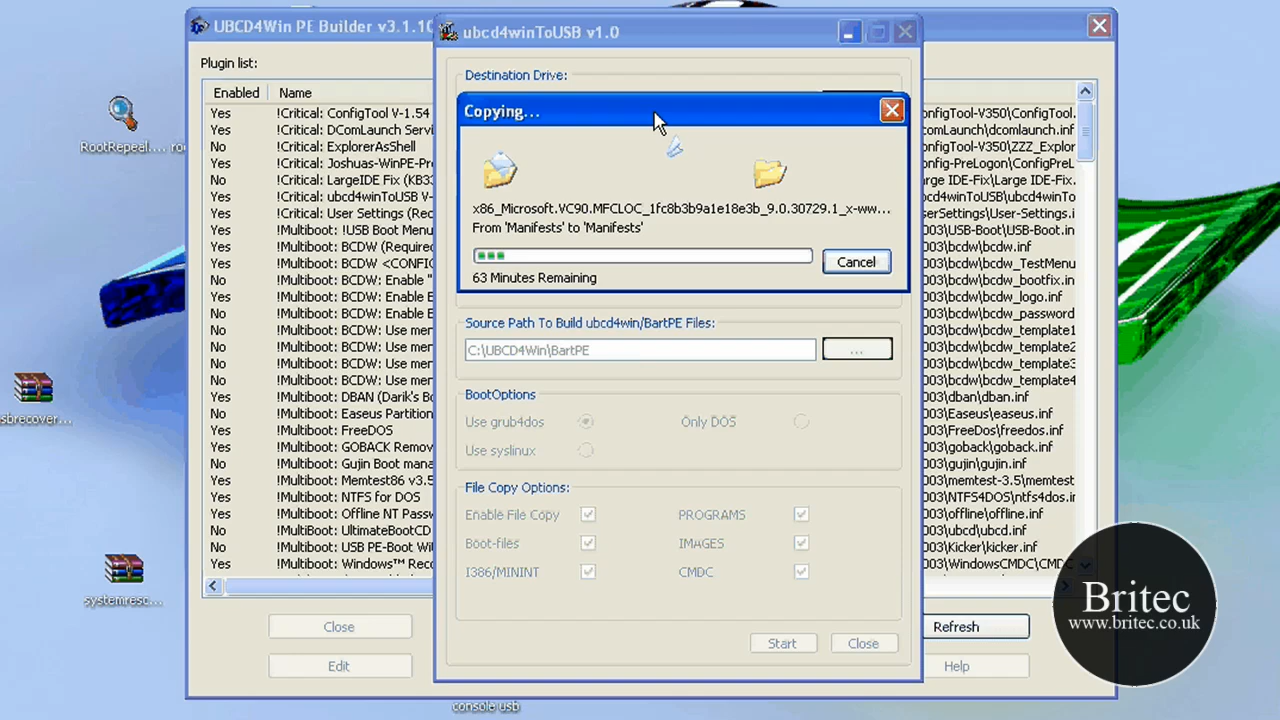 UBCD4Win PE Builder v3.1.10
Plugin list:
Enabled Name
Yes !Critical: ConfigTool V-1.54
Yes !Critical: DComLaunch Servi
No !Critical: ExplorerAsShell
Yes !Critical: Joshuas-WinPE-Pr
No !Critical: LargeIDE Fix (KB33
Yes !Critical: ubcd4winToUSB V-
Yes !Critical: User Settings (Rec
Yes !Multiboot: !USB Boot Menu
Yes !Multiboot: BCDW (Require
Yes !Multiboot: BCDW <CONFIG
No !Multiboot: BCDW: Enable "
Yes !Multiboot: BCDW: Enable E
No !Multiboot: BCDW: Enable B
No !Multiboot: BCDW: Use mer
No !Multiboot: BCDW: Use mer
No !Multiboot: BCDW: Use mer
No !Multiboot: BCDW: Use mer
Yes !Multiboot: DBAN (Darik's Bo
No !Multiboot: Easeus Partition
Yes !Multiboot: FreeDOS
Yes !Multiboot: GOBACK Remov
No !Multiboot: Gujin Boot mana
Yes !Multiboot: Memtest86 v3.5
Yes !Multiboot: NTFS for DOS
Yes !Multiboot: Offline NT Passw
No !MultiBoot: UltimateBootCD
No !Multiboot: USB PE-Boot Wit
Yes !Multiboot: Windows™ Reco
ubcd4winToUSB v1.0
Destination Drive:
Copying...
x86_Microsoft.VC90.MFCLOC_1fc8b3b9a1e18e3b_9.0.30729.1_x-ww...
From 'Manifests' to 'Manifests'
Cancel
63 Minutes Remaining
Source Path To Build ubcd4win/BartPE Files:
C:\UBCD4Win\BartPE
...
BootOptions
Use grub4dos Only DOS
Use syslinux
File Copy Options:
Enable File Copy PROGRAMS
Boot-files IMAGES
I386/MININT CMDC
Start Close
-ConfigTool-V350\ConfigTool.
comLaunch\dcomlaunch.inf
-ConfigTool-V350\ZZZ_Explor
Config-PreLogon\ConfigPreL
Large IDE-Fix\Large IDE-Fix.
ubcd4winToUSB\ubcd4winTo
serSettings\User-Settings.i
003\USB-Boot\USB-Boot.in
003\bcdw\bcdw.inf
003\bcdw\bcdw_TestMenu
003\bcdw\bcdw_bootfix.in
003\bcdw\bcdw_logo.inf
003\bcdw\bcdw_password
003\bcdw\bcdw_template1
003\bcdw\bcdw_template2
003\bcdw\bcdw_template3
003\bcdw\bcdw_template4
003\dban\dban.inf
003\Easeus\easeus.inf
003\FreeDos\freedos.inf
003\goback\goback.inf
003\gujin\gujin.inf
003\memtest-3.5\memtest
003\NTFS4DOS\ntfs4dos.ir
003\offline\offline.inf
003\ubcd\ubcd.inf
003\Kicker\kicker.inf
003\WindowsCMDC\CMDC
Close
Edit
Refresh
Help
RootRepeal.... ro
sbrecover...
systemresc...
console usb
Britec
www.britec.co.uk